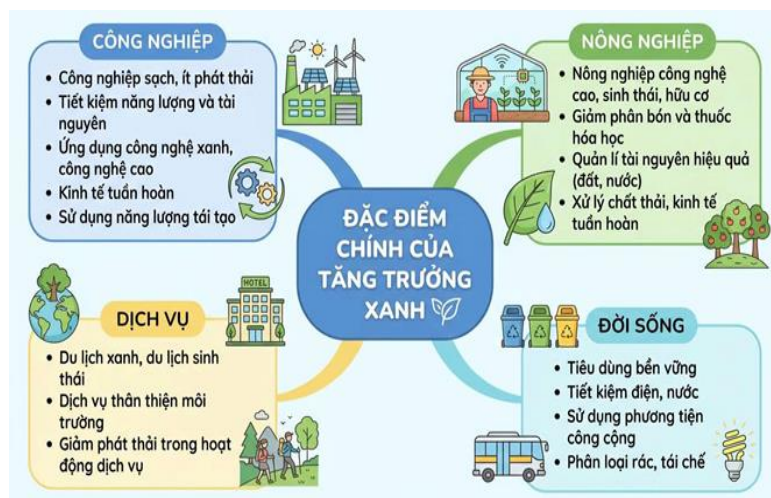 CÔNG NGHIỆP
• Công nghiệp sạch, ít phát thải
• Tiết kiệm năng lượng và tài
nguyên
• Ứng dụng công nghệ xanh,
công nghệ cao
• Kinh tế tuần hoàn
• Sử dụng năng lượng tái tạo
NÔNG NGHIỆP
• Nông nghiệp công nghệ
cao, sinh thái, hữu cơ
• Giảm phân bón và thuốc
hóa học
• Quản lí tài nguyên hiệu quả
(đất, nước)
• Xử lý chất thải, kinh tế
tuần hoàn
ĐẶC ĐIỂM
CHÍNH CỦA
TĂNG TRƯỞNG
XANH
HOTEL
DỊCH VỤ
• Du lịch xanh, du lịch sinh
thái
• Dịch vụ thân thiện môi
trường
• Giảm phát thải trong hoạt
động dịch vụ
ĐỜI SỐNG
• Tiêu dùng bền vững
• Tiết kiệm điện, nước
• Sử dụng phương tiện
công cộng
• Phân loại rác, tái chế